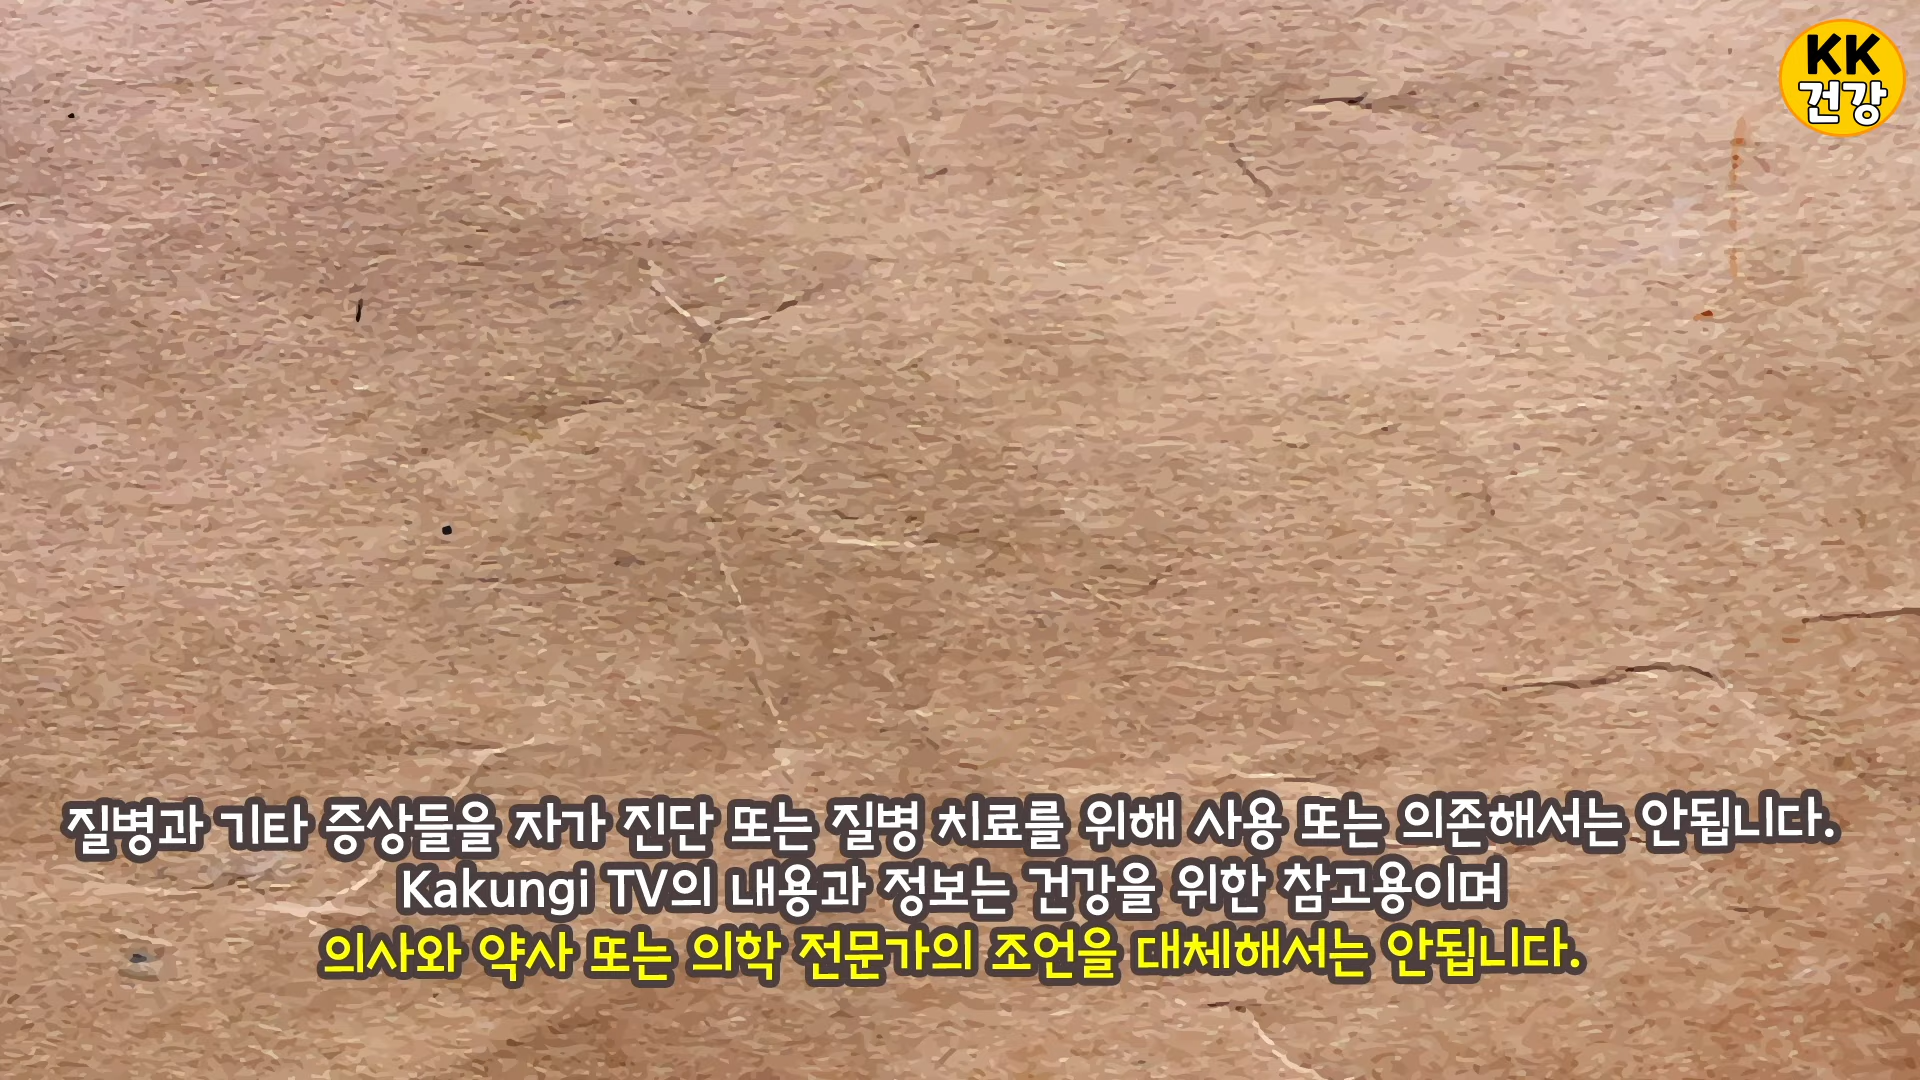 KK
건강
질병과 기타 증상들을 자가 진단 또는 질병 치료를 위해 사용 또는 의존해서는 안됩니다.
Kakungi TV의 내용과 정보는 건강을 위한 참고용이며
의사와 약사 또는 의학 전문가의 조언을 대체해서는 안됩니다.